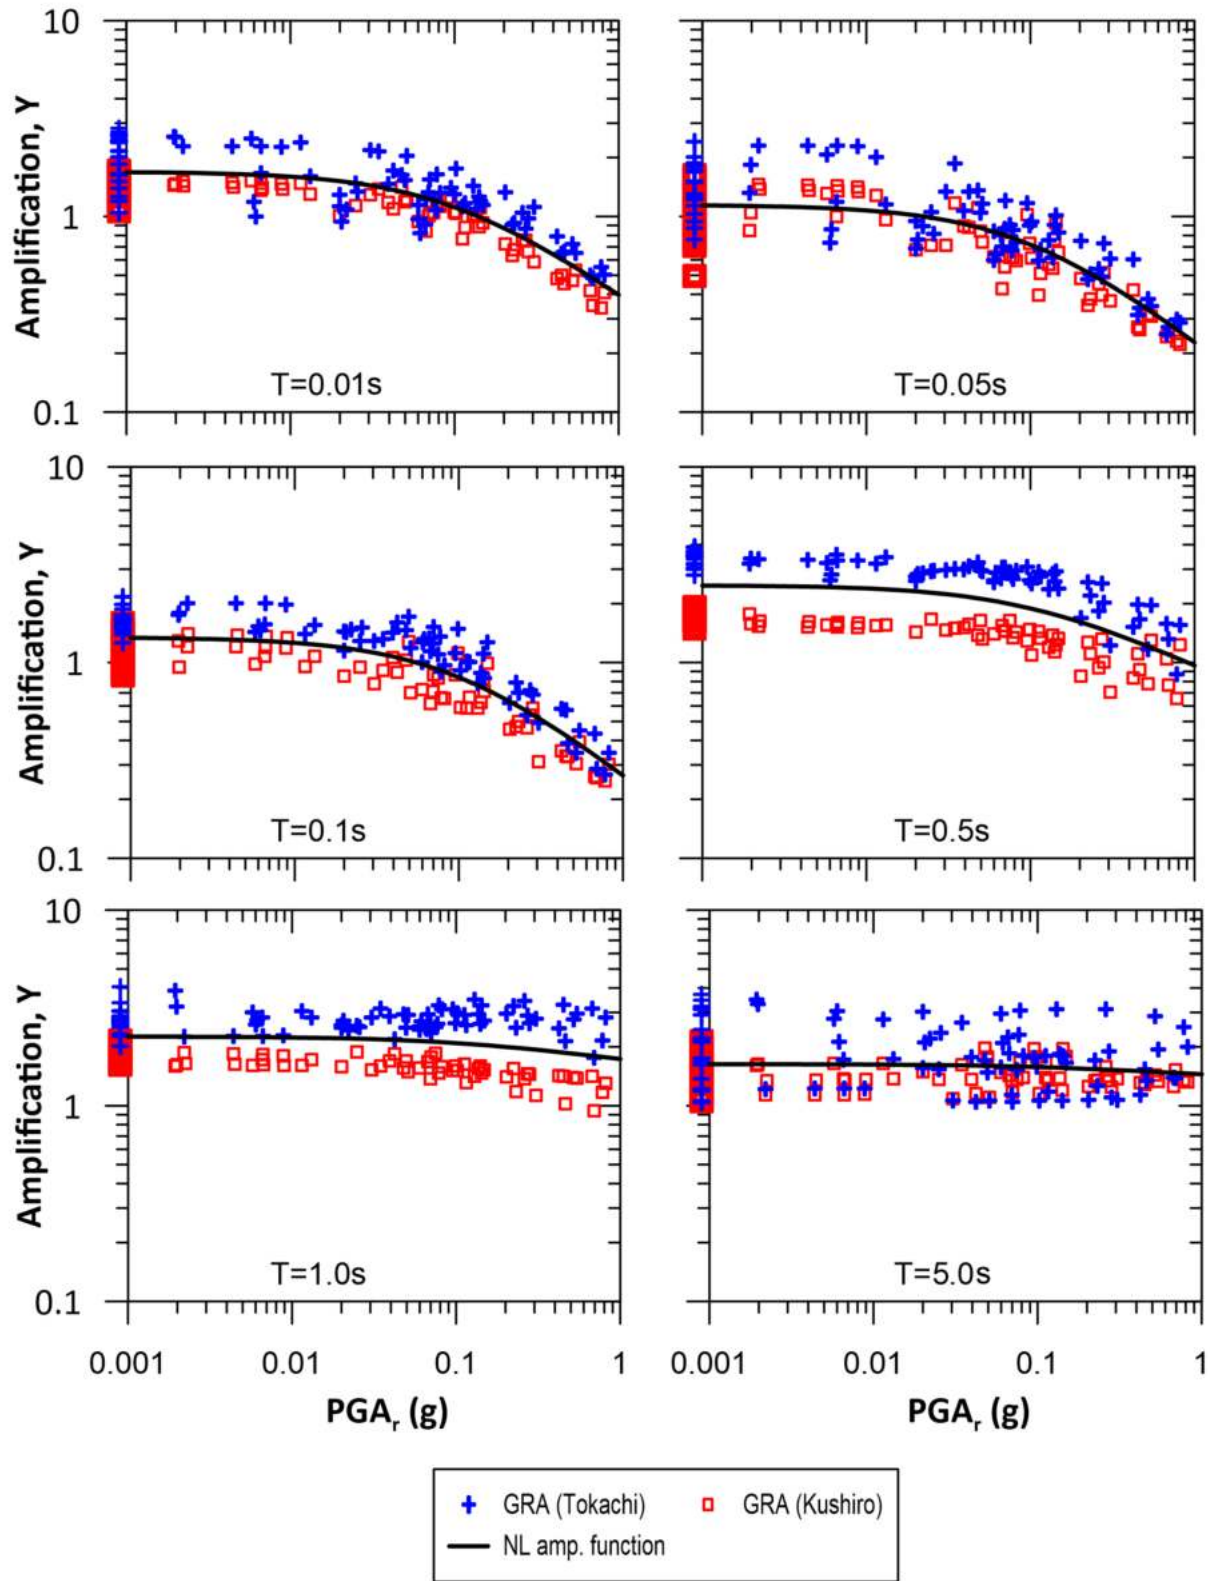 10
Amplification, Y
1
0.1
T=0.01s
T=0.05s
10
Amplification, Y
1
0.1
T=0.1s
T=0.5s
10
Amplification, Y
1
0.1
T=1.0s
T=5.0s
0.001 0.01 0.1 1
0.001 0.01 0.1 1
PGAr (g)
PGAr (g)
GRA (Tokachi) GRA (Kushiro)
NL amp. function